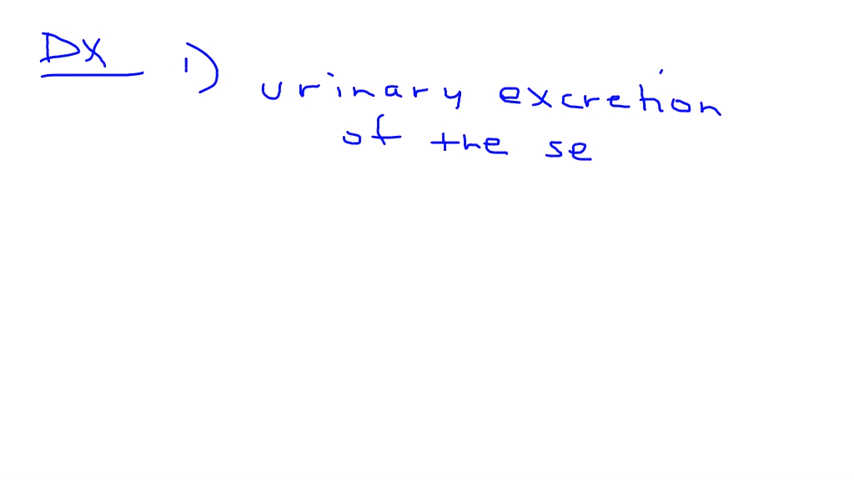 DX 1) urinary excretion
of the se